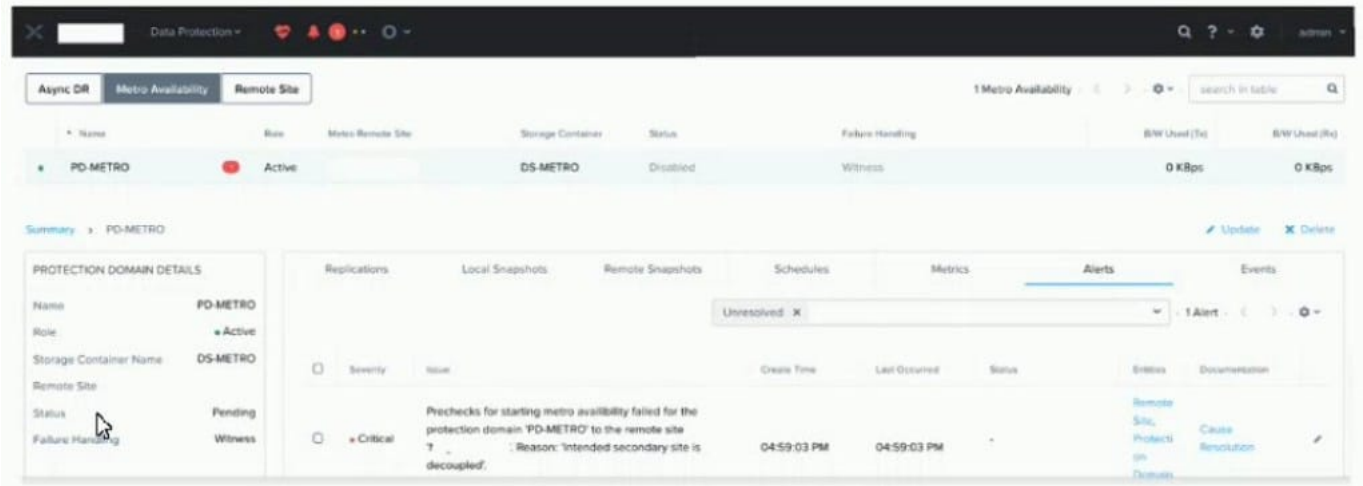 Data Protection
?
admin
Async DR Metro Availability Remote Site
1 Metro Availability
search in table
Name Role Metro Remote Site Storage Container Status Failure Handling B/W Used (Tx) B/W Used (Rx)
PD-METRO Active DS-METRO Disabled Witness 0 KBps 0 KBps
Summary > PD-METRO
Update Delete
PROTECTION DOMAIN DETAILS
Name PD-METRO
Role Active
Storage Container Name DS-METRO
Remote Site
Status Pending
Failure Handling Witness
Replications Local Snapshots Remote Snapshots Schedules Metrics Alerts Events
Unresolved ×
1 Alert
Severity Issue Create Time Last Occurred Status Entities Documentation
Critical
Prechecks for starting metro availibility failed for the
protection domain 'PD-METRO' to the remote site
? Reason: 'Intended secondary site is
decoupled'.
04:59:03 PM 04:59:03 PM -
Remote
Site,
Protecti
on
Domain
Cause
Resolution